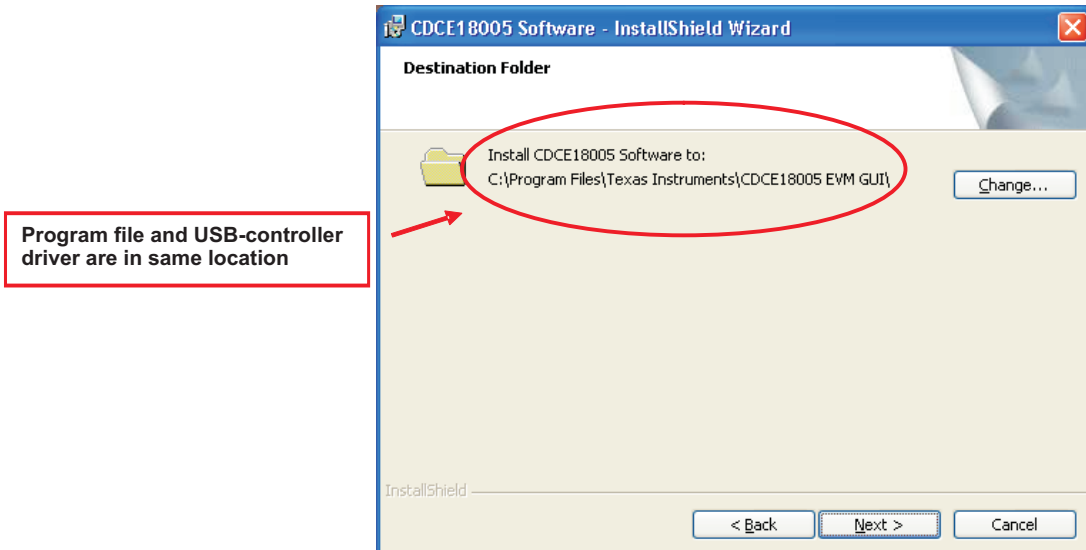 CDCE18005 Software - InstallShield Wizard
Destination Folder
Install CDCE18005 Software to:
C:\Program Files\Texas Instruments\CDCE18005 EVM GUI\
Change...
Program file and USB-controller
driver are in same location
InstallShield
< Back
Next >
Cancel